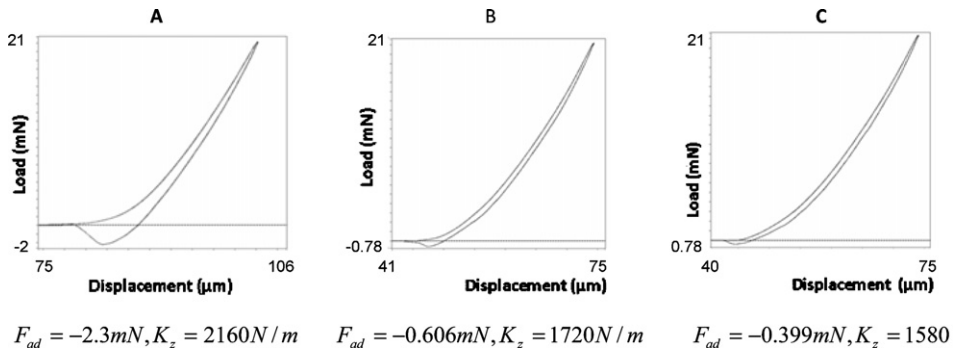 A
B
C
21
Load (mN)
-2
75
106
Displacement (μm)
21
Load (mN)
-0.78
41
75
Displacement (μm)
21
Load (mN)
0.78
40
75
Displacement (μm)
F_ad = −2.3mN, K_z = 2160N / m
F_ad = −0.606mN, K_z = 1720N / m
F_ad = −0.399mN, K_z = 1580